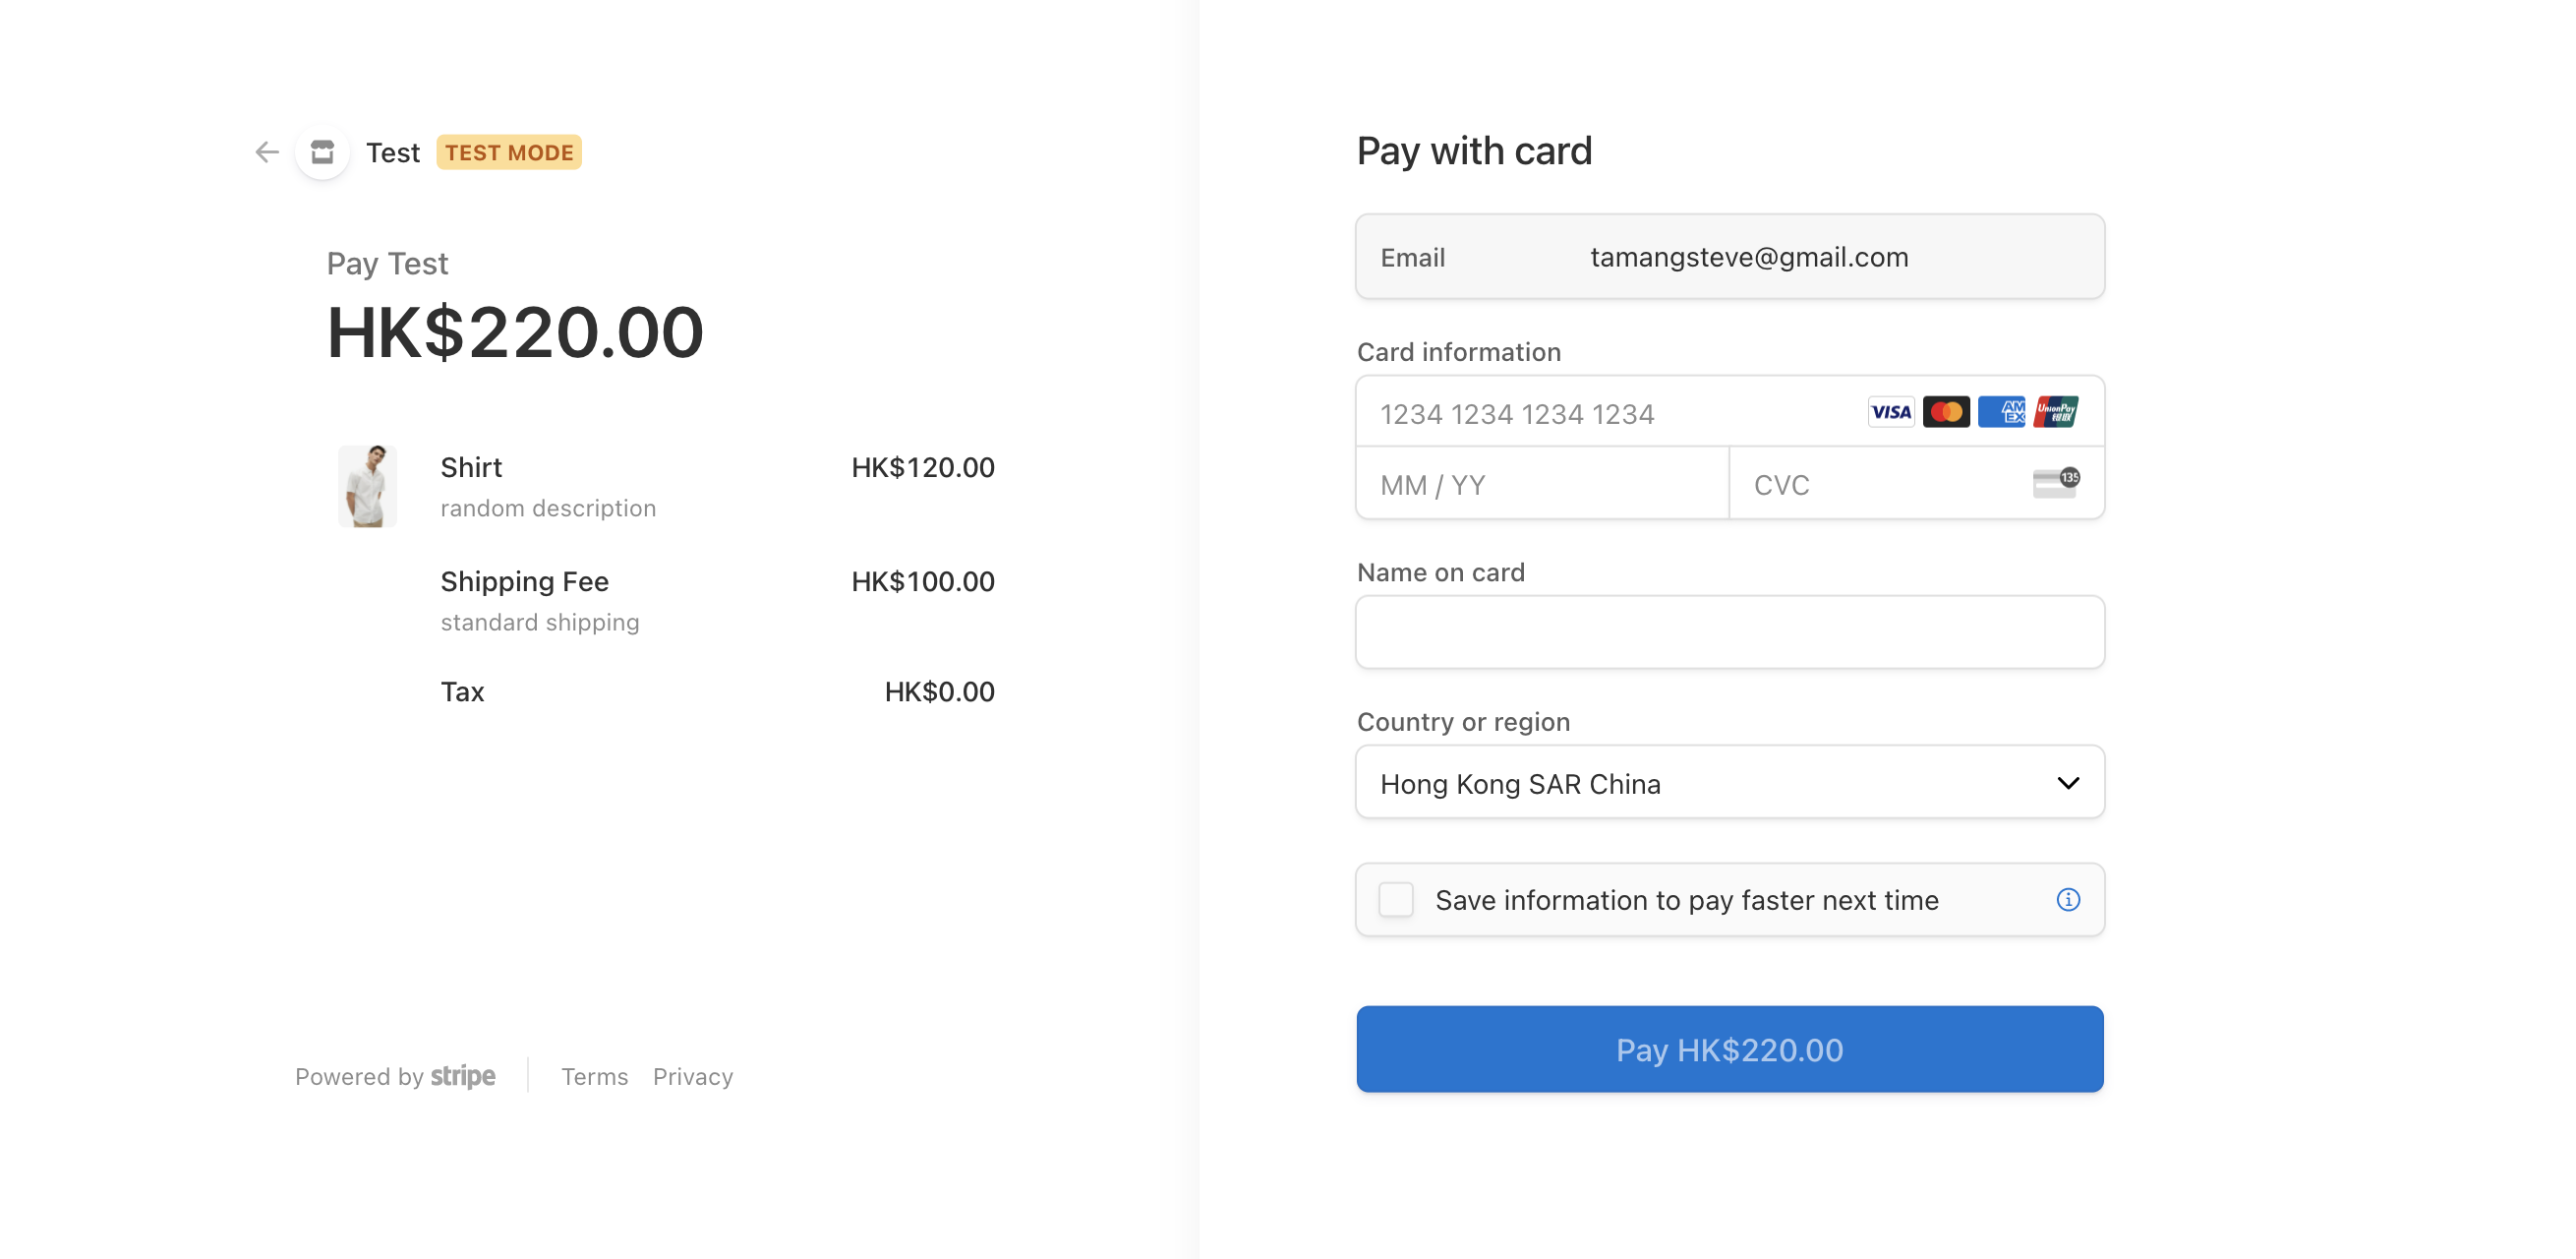 Test TEST MODE
Pay Test
HK$220.00
Shirt HK$120.00
random description
Shipping Fee HK$100.00
standard shipping
Tax HK$0.00
Powered by stripe Terms Privacy
Pay with card
Email tamangsteve@gmail.com
Card information
1234 1234 1234 1234 VISA AMEX UnionPay 银联
MM / YY CVC 135
Name on card
Country or region
Hong Kong SAR China
Save information to pay faster next time
Pay HK$220.00